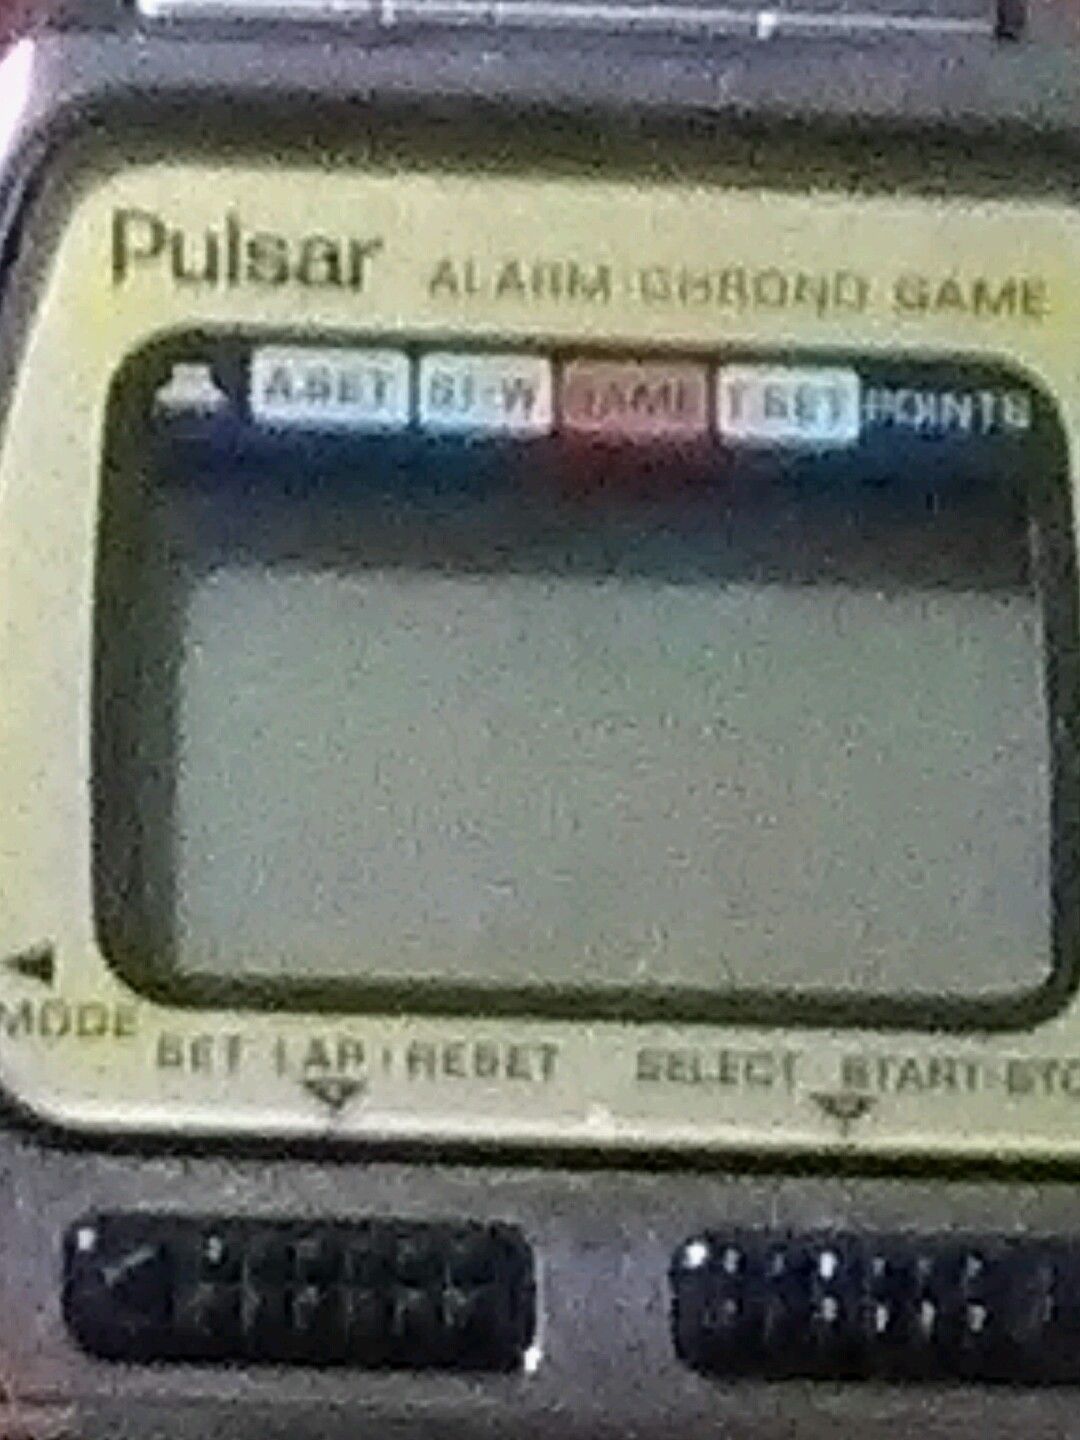 Pulsar
ALARM CHRONO GAME
A.SET ST.W GAME T.SET POINTS
MODE
SET LAP/RESET SELECT START-STO